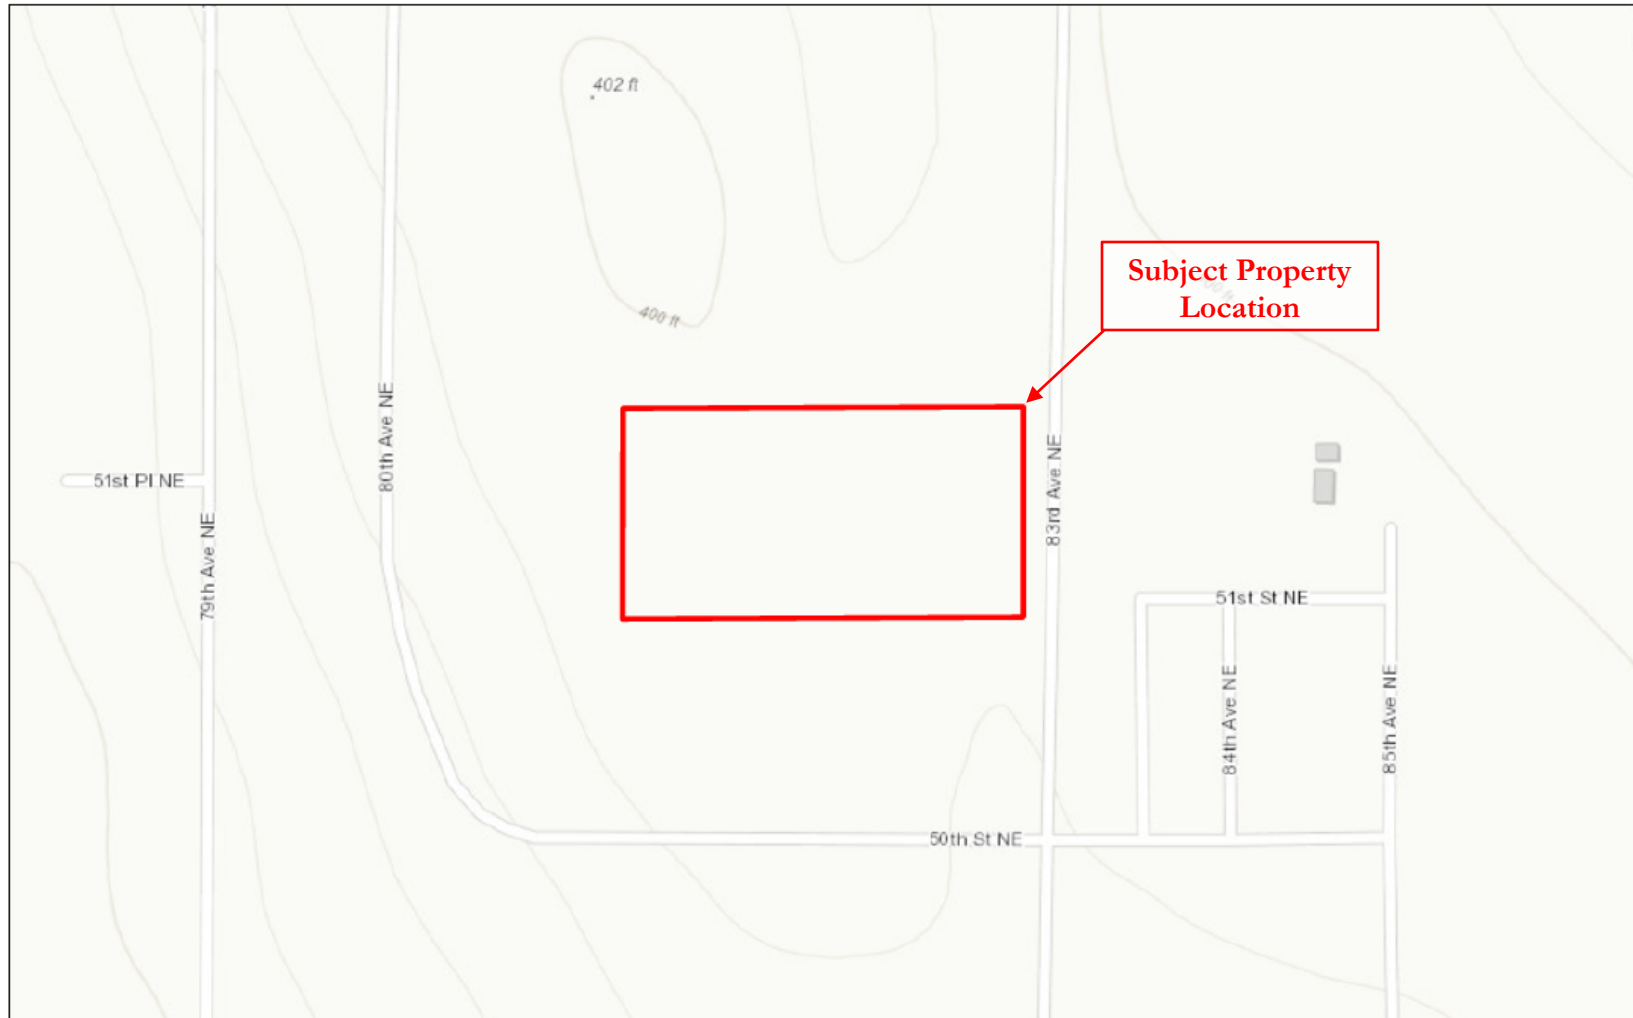 402 ft
Subject Property
Location
400 ft
80th Ave NE
83rd Ave NE
51st Pl NE
79th Ave NE
51st St NE
84th Ave NE
85th Ave NE
50th St NE